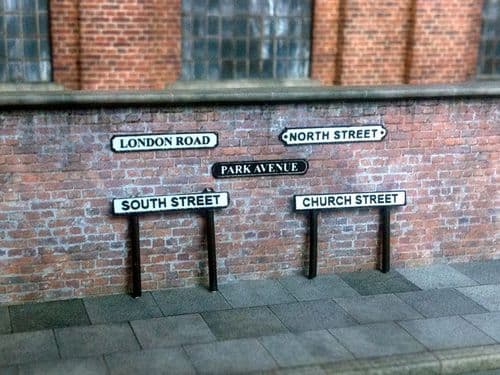 LONDON ROAD
NORTH STREET
PARK AVENUE
SOUTH STREET
CHURCH STREET